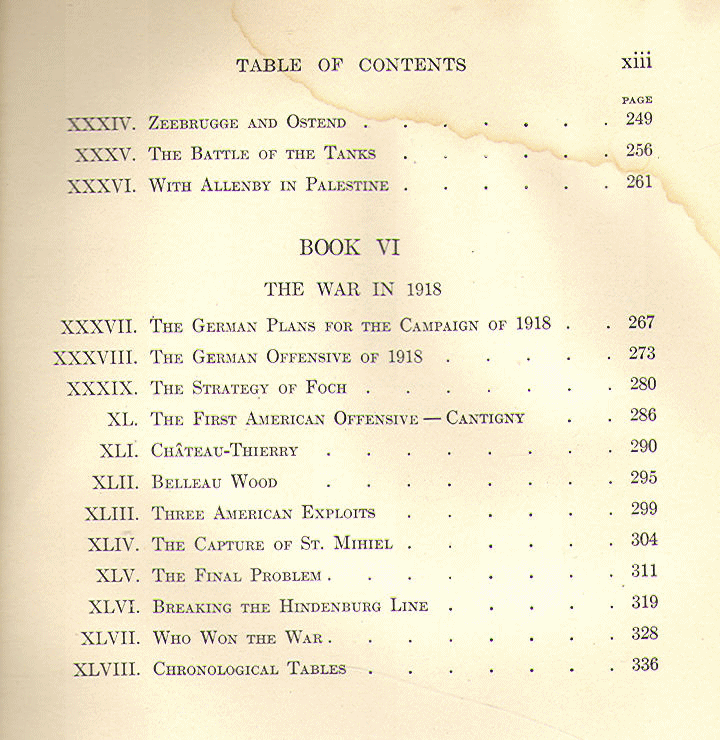 TABLE OF CONTENTS xiii
PAGE
XXXIV. Zeebrugge and Ostend . . . . . . . 249
XXXV. The Battle of the Tanks . . . . . . 256
XXXVI. With Allenby in Palestine . . . . . . 261
BOOK VI
THE WAR IN 1918
XXXVII. The German Plans for the Campaign of 1918 . . 267
XXXVIII. The German Offensive of 1918 . . . . . 273
XXXIX. The Strategy of Foch . . . . . . . 280
XL. The First American Offensive — Cantigny . . 286
XLI. Château-Thierry . . . . . . . . 290
XLII. Belleau Wood . . . . . . . . 295
XLIII. Three American Exploits . . . . . . 299
XLIV. The Capture of St. Mihiel . . . . . . 304
XLV. The Final Problem . . . . . . . . 311
XLVI. Breaking the Hindenburg Line . . . . . 319
XLVII. Who Won the War . . . . . . . . 328
XLVIII. Chronological Tables . . . . . . . 336